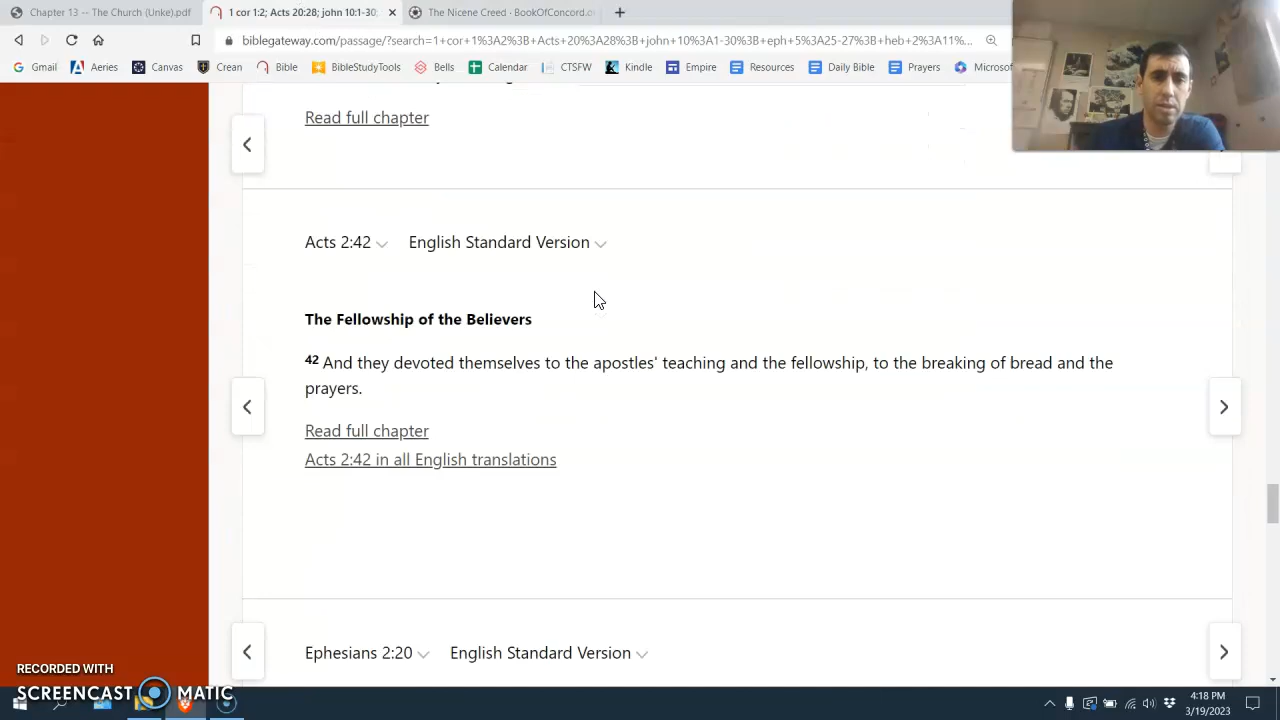 Chapter 13 -- The Church (Unke).pdf
1 cor 1:2; Acts 20:28; john 10:1-30;
The Nicene Creed - BookOfConcord.o
biblegateway.com/passage/?search=1+cor+1%3A2%3B+Acts+20%3A28%3B+john+10%3A1-30%3B+eph+5%3A25-27%3B+heb+2%3A11%...
Gmail Aeries Canvas Crean Bible BibleStudyTools Bells Calendar CTSFW Kindle Empire Resources Daily Bible Prayers Microsof
Read full chapter
Acts 2:42 English Standard Version
The Fellowship of the Believers
42 And they devoted themselves to the apostles' teaching and the fellowship, to the breaking of bread and the
prayers.
Read full chapter
Acts 2:42 in all English translations
Ephesians 2:20 English Standard Version
RECORDED WITH
SCREENCAST MATIC
4:18 PM
3/19/2023